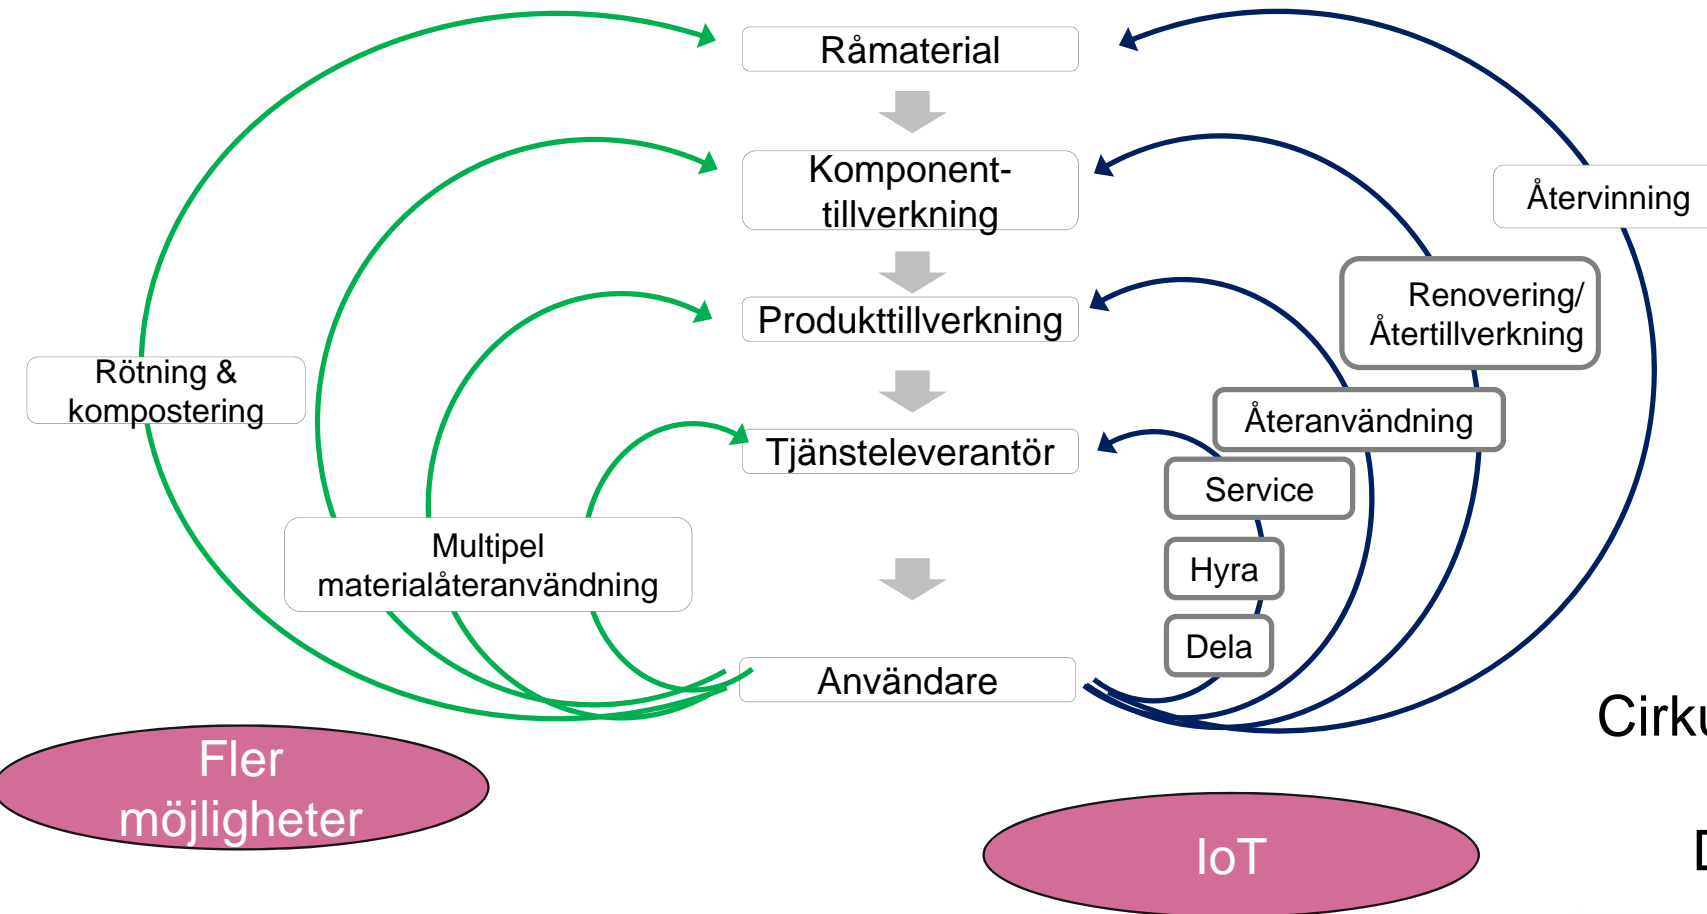 Råmaterial
Komponent-
tillverkning
Återvinning
Renovering/
Återtillverkning
Produkttillverkning
Rötning &
kompostering
Återanvändning
Tjänsteleverantör
Service
Multipel
materialåteranvändning
Hyra
Dela
Användare
Fler
möjligheter
IoT